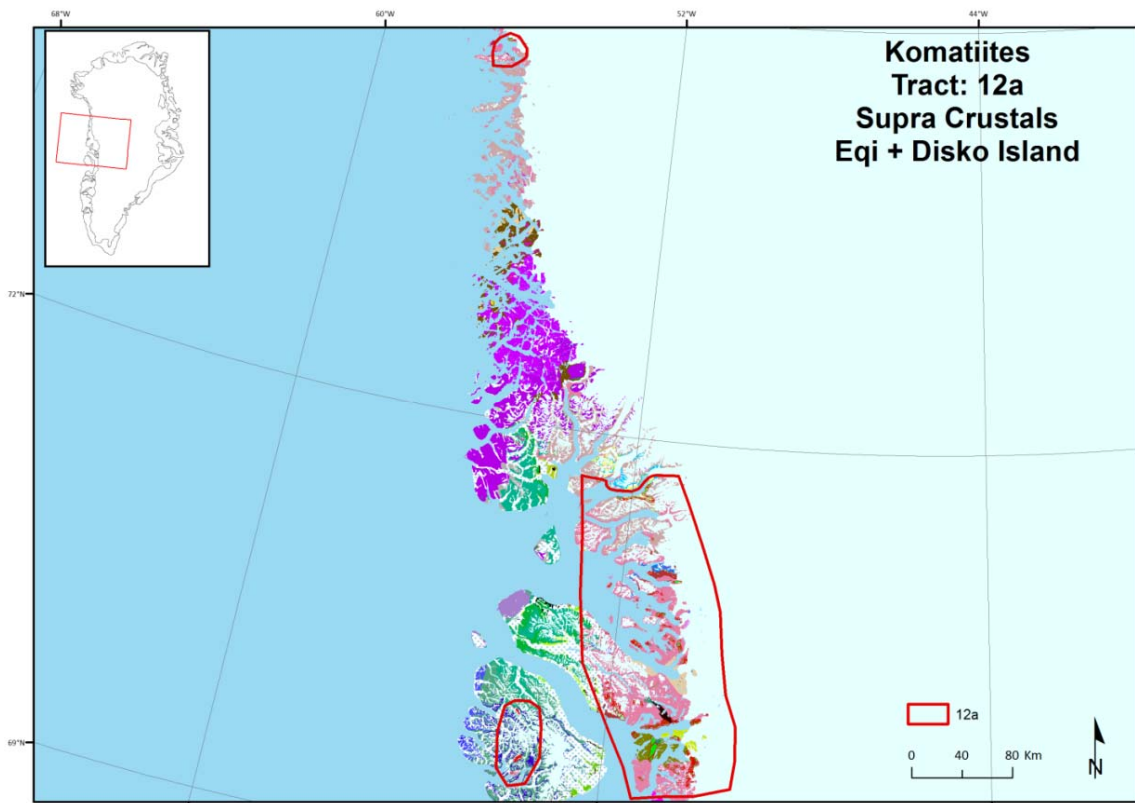 68°W
60°W
52°W
44°W
Komatiites
Tract: 12a
Supra Crustals
Eqi + Disko Island
72°N
69°N
12a
0 40 80 Km
N